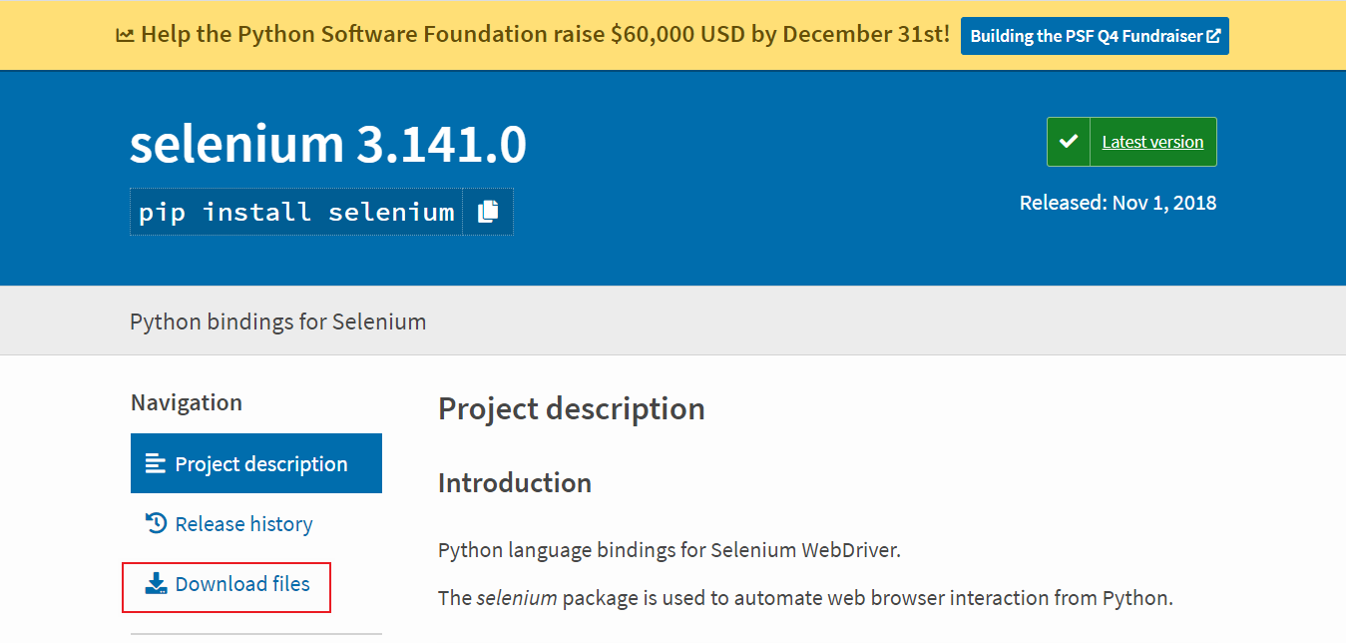 Help the Python Software Foundation raise $60,000 USD by December 31st!
Building the PSF Q4 Fundraiser
selenium 3.141.0
pip install selenium
Latest version
Released: Nov 1, 2018
Python bindings for Selenium
Navigation
Project description
Release history
Download files
Project description
Introduction
Python language bindings for Selenium WebDriver.
The selenium package is used to automate web browser interaction from Python.